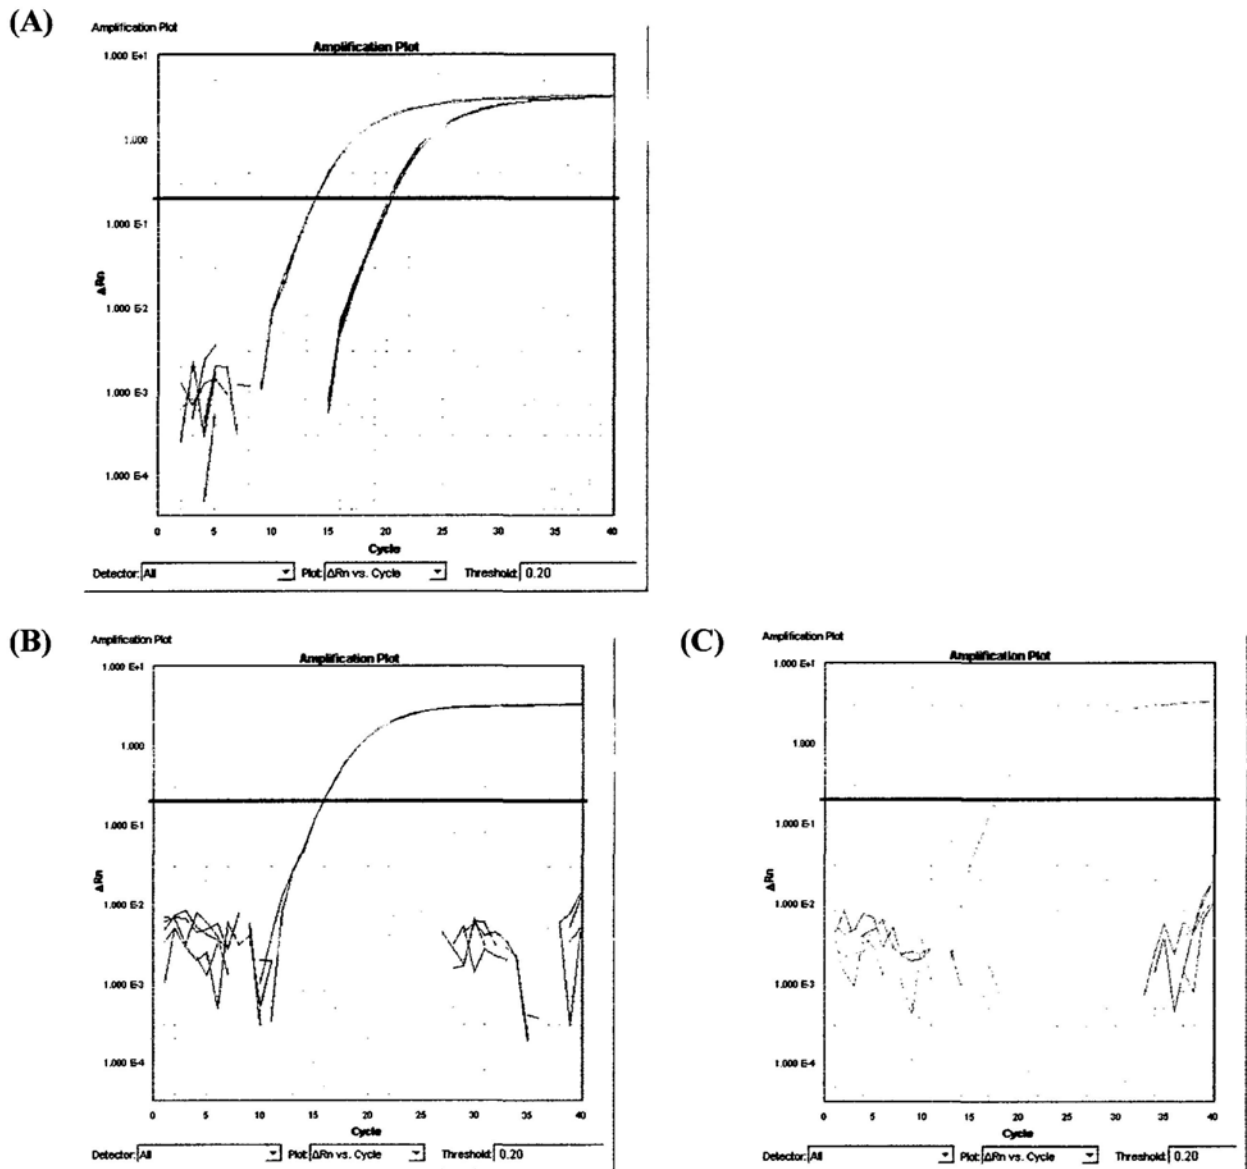 (A)
Amplification Plot
Amplification Plot
1.000 E+1
1.000
1.000 E-1
ΔRn
1.000 E-2
1.000 E-3
1.000 E-4
0 5 10 15 20 25 30 35 40
Cycle
Detector: All Plot: ΔRn vs. Cycle Threshold: 0.20
(B)
Amplification Plot
Amplification Plot
1.000 E+1
1.000
1.000 E-1
ΔRn
1.000 E-2
1.000 E-3
1.000 E-4
0 5 10 15 20 25 30 35 40
Cycle
Detector: All Plot: ΔRn vs. Cycle Threshold: 0.20
(C)
Amplification Plot
Amplification Plot
1.000 E+1
1.000
1.000 E-1
ΔRn
1.000 E-2
1.000 E-3
1.000 E-4
0 5 10 15 20 25 30 35 40
Cycle
Detector: All Plot: ΔRn vs. Cycle Threshold: 0.20